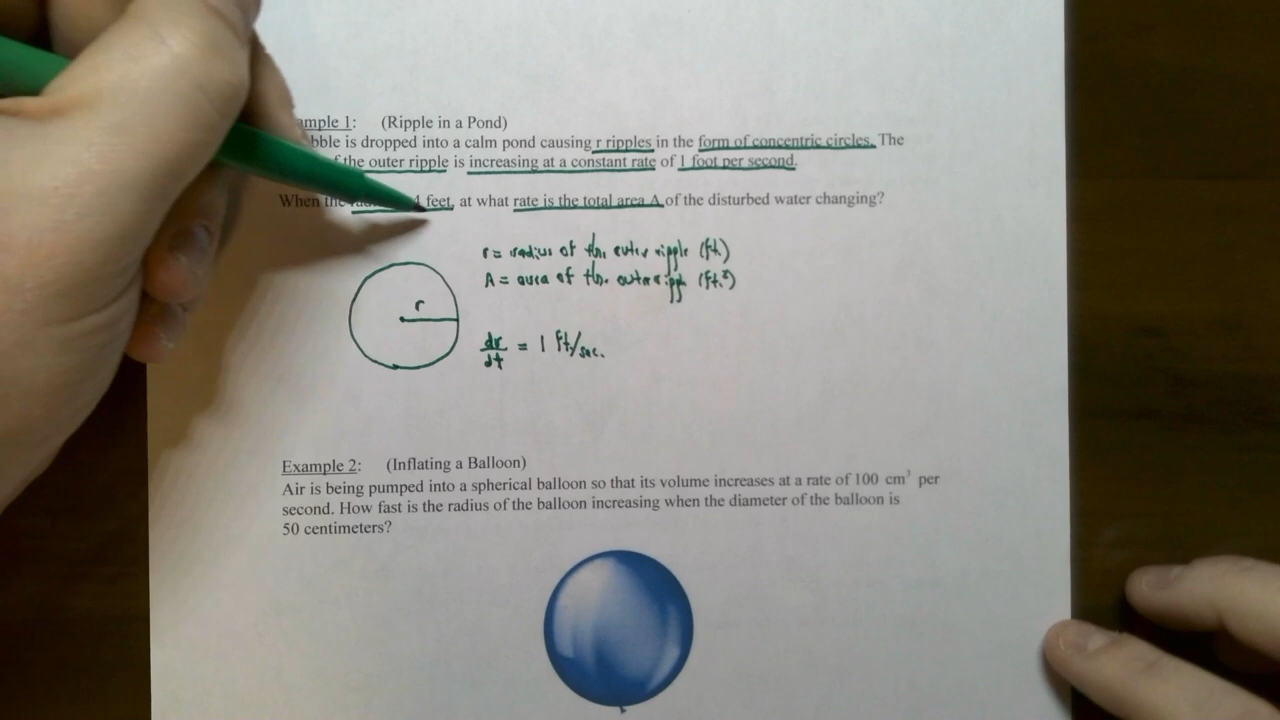 ample 1: (Ripple in a Pond)
bble is dropped into a calm pond causing r ripples in the form of concentric circles. The
f the outer ripple is increasing at a constant rate of 1 foot per second.
When the 4 feet, at what rate is the total area A of the disturbed water changing?
r = radius of the outer ripple (ft.)
A = area of the outer ripple (ft.²)
r
dr/dt = 1 ft/sec.
Example 2: (Inflating a Balloon)
Air is being pumped into a spherical balloon so that its volume increases at a rate of 100 cm³ per
second. How fast is the radius of the balloon increasing when the diameter of the balloon is
50 centimeters?